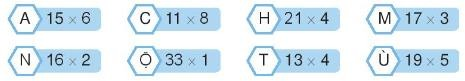 A 15 × 6 C 11 × 8 H 21 × 4 M 17 × 3
N 16 × 2 Ộ 33 × 1 T 13 × 4 Ù 19 × 5